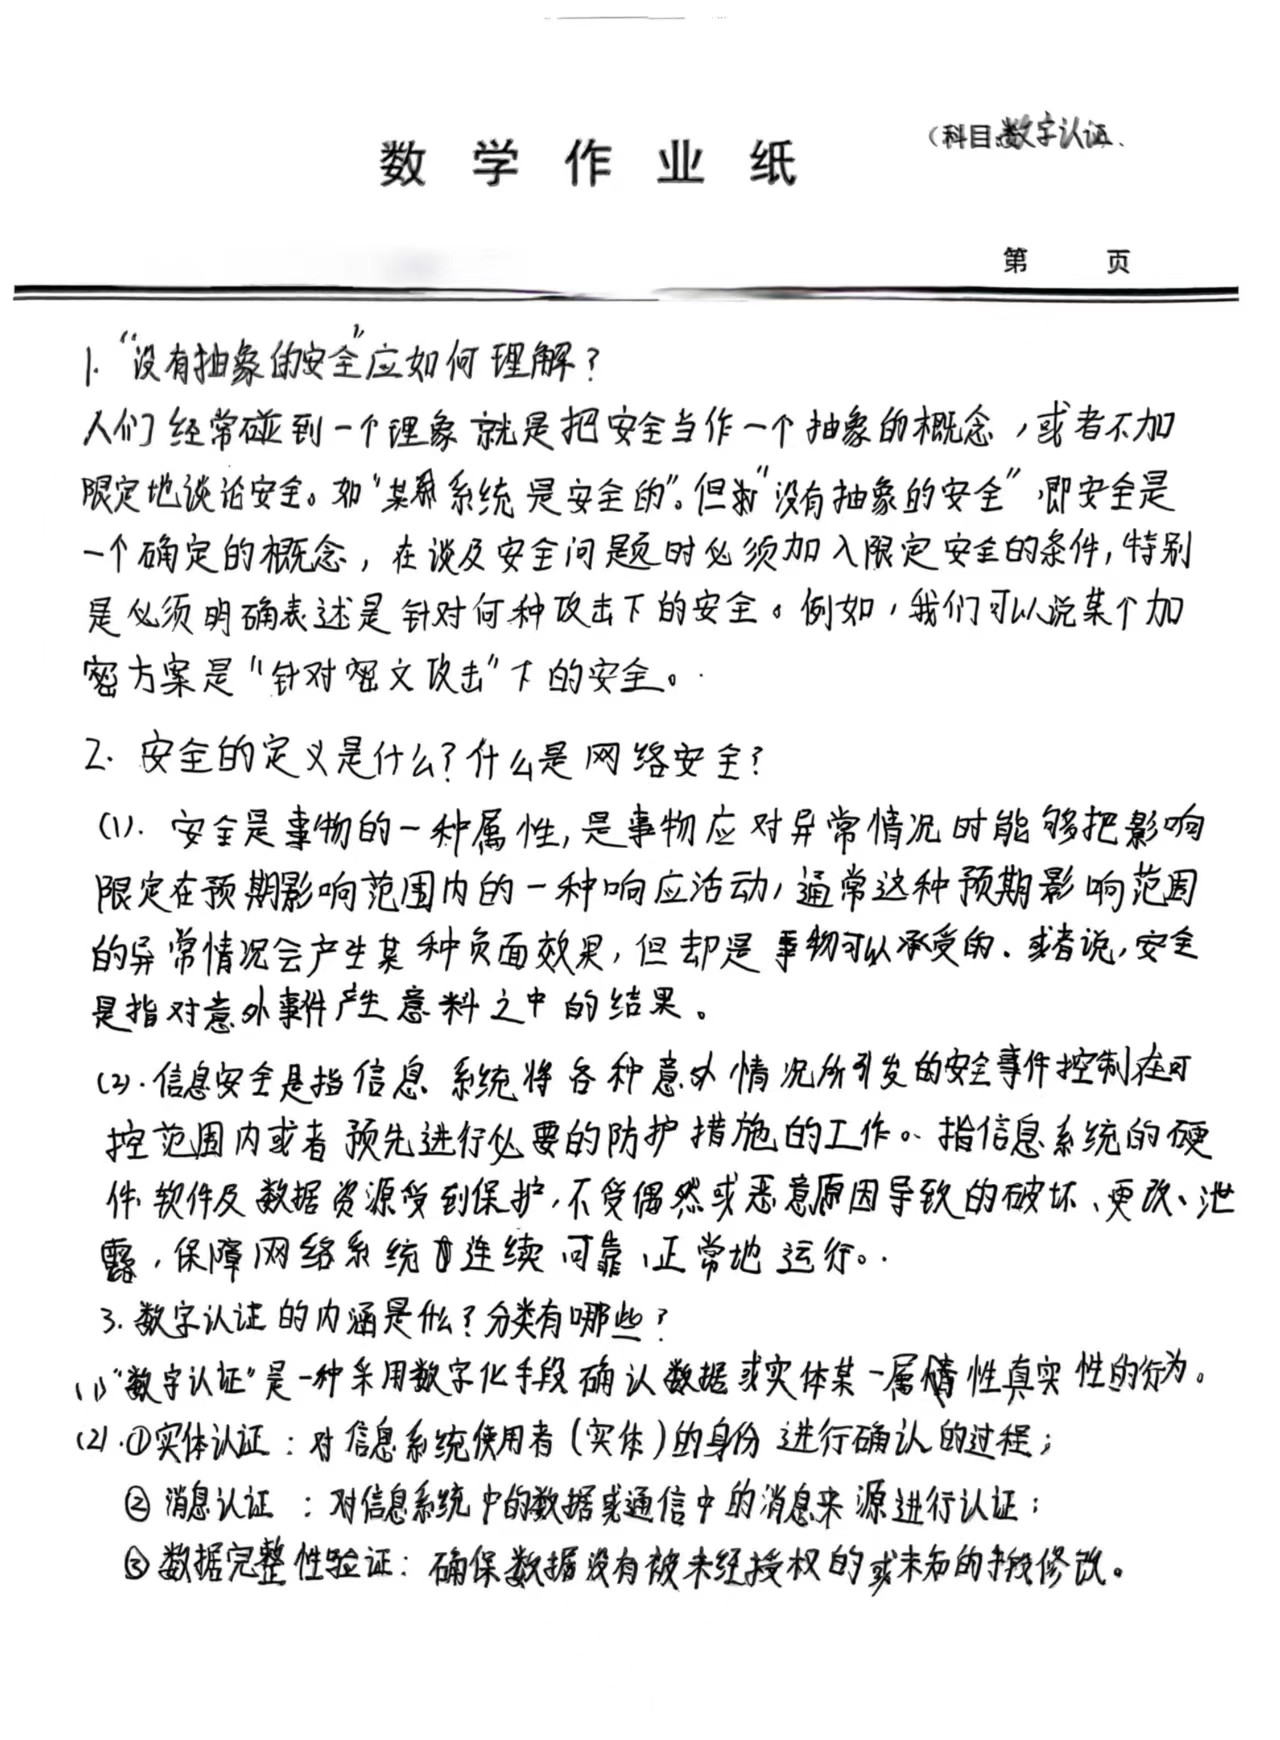 (科目:数字认证、
数学作业纸
第 页
1. "没有抽象的安全"应如何理解？
人们经常碰到一个现象就是把安全当作一个抽象的概念，或者不加
限定地谈论安全。如"某系统是安全的"。但"没有抽象的安全"，即安全是
一个确定的概念，在谈及安全问题时必须加入限定安全的条件，特别
是必须明确表述是针对何种攻击下的安全。例如，我们可以说某个加
密方案是"针对密文攻击"下的安全。
2. 安全的定义是什么？什么是网络安全？
(1). 安全是事物的一种属性，是事物应对异常情况时能够把影响
限定在预期影响范围内的一种响应活动，通常这种预期影响范围
的异常情况会产生某种负面效果，但却是事物可以承受的。或者说，安全
是指对意外事件产生意料之中的结果。
(2). 信息安全是指信息系统将各种意外情况所引发的安全事件控制在可
控范围内或者预先进行必要的防护措施的工作。指信息系统的硬
件、软件及数据资源受到保护，不受偶然或恶意原因导致的破坏、更改、泄
露，保障网络系统连续可靠、正常地运行。
3. 数字认证的内涵是什么？分类有哪些？
(1) "数字认证"是一种采用数字化手段确认数据或实体某一属性真实性的行为。
(2). ①实体认证：对信息系统使用者(实体)的身份进行确认的过程；
② 消息认证：对信息系统中的数据或通信中的消息来源进行认证；
③ 数据完整性验证：确保数据没有被未经授权的或未知的手段修改。